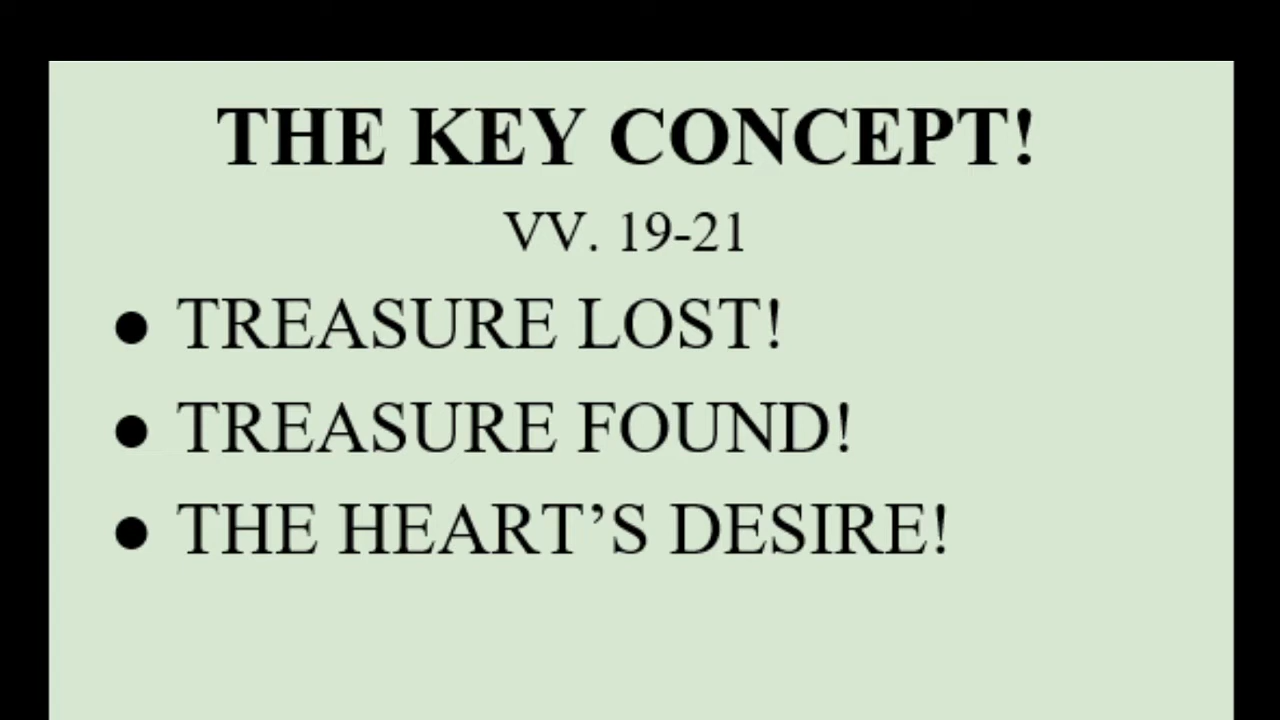 THE KEY CONCEPT!
VV. 19-21
● TREASURE LOST!
● TREASURE FOUND!
● THE HEART’S DESIRE!